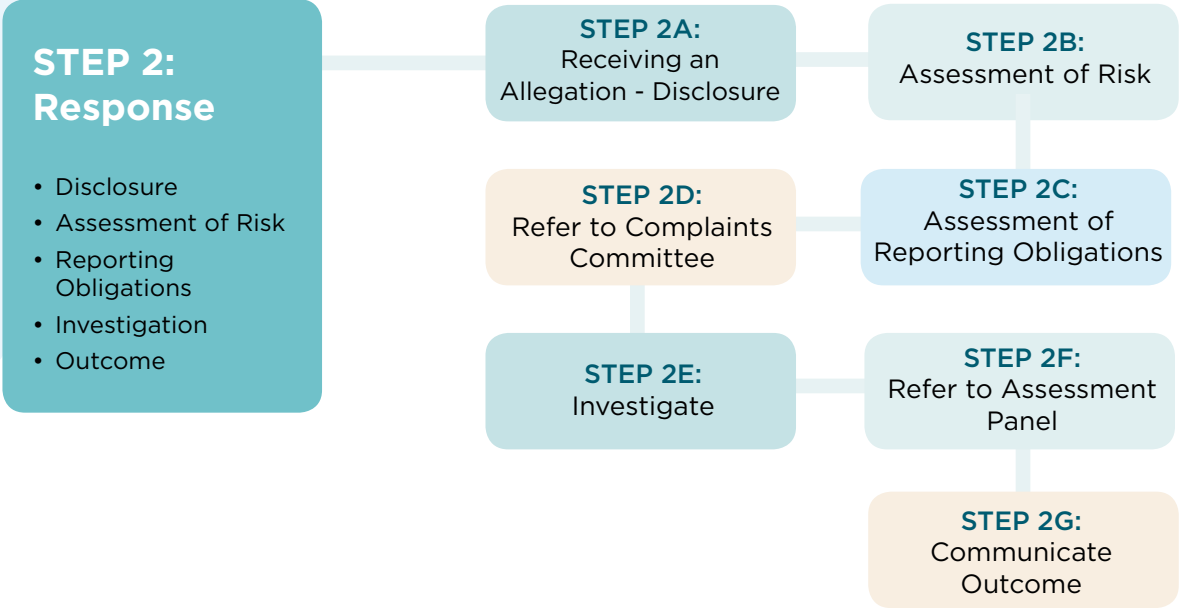 STEP 2:
Response
• Disclosure
• Assessment of Risk
• Reporting
Obligations
• Investigation
• Outcome
STEP 2A:
Receiving an
Allegation - Disclosure
STEP 2B:
Assessment of Risk
STEP 2C:
Assessment of
Reporting Obligations
STEP 2D:
Refer to Complaints
Committee
STEP 2E:
Investigate
STEP 2F:
Refer to Assessment
Panel
STEP 2G:
Communicate
Outcome